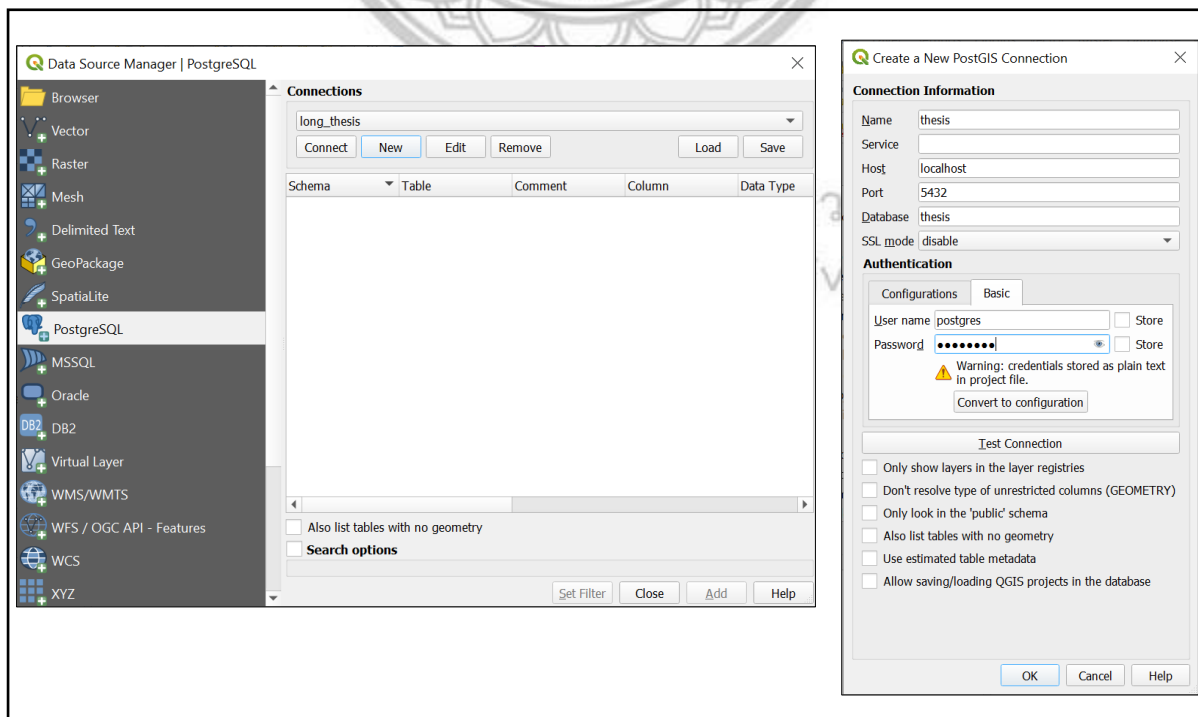 Data Source Manager | PostgreSQL
Browser
Vector
Raster
Mesh
Delimited Text
GeoPackage
SpatiaLite
PostgreSQL
MSSQL
Oracle
DB2
DB2
Virtual Layer
WMS/WMTS
WFS / OGC API - Features
WCS
XYZ
Connections
long_thesis
Connect New Edit Remove Load Save
Schema Table Comment Column Data Type
Also list tables with no geometry
Search options
Set Filter Close Add Help
Create a New PostGIS Connection
Connection Information
Name thesis
Service
Host localhost
Port 5432
Database thesis
SSL mode disable
Authentication
Configurations Basic
User name postgres Store
Password ●●●●●●●● Store
Warning: credentials stored as plain text
in project file.
Convert to configuration
Test Connection
Only show layers in the layer registries
Don't resolve type of unrestricted columns (GEOMETRY)
Only look in the 'public' schema
Also list tables with no geometry
Use estimated table metadata
Allow saving/loading QGIS projects in the database
OK Cancel Help